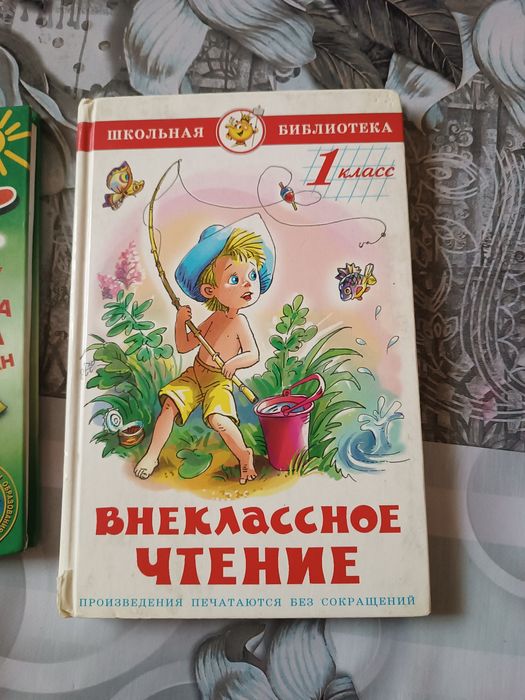 ШКОЛЬНАЯ БИБЛИОТЕКА
1 класс
ВНЕКЛАССНОЕ
ЧТЕНИЕ
ПРОИЗВЕДЕНИЯ ПЕЧАТАЮТСЯ БЕЗ СОКРАЩЕНИЙ